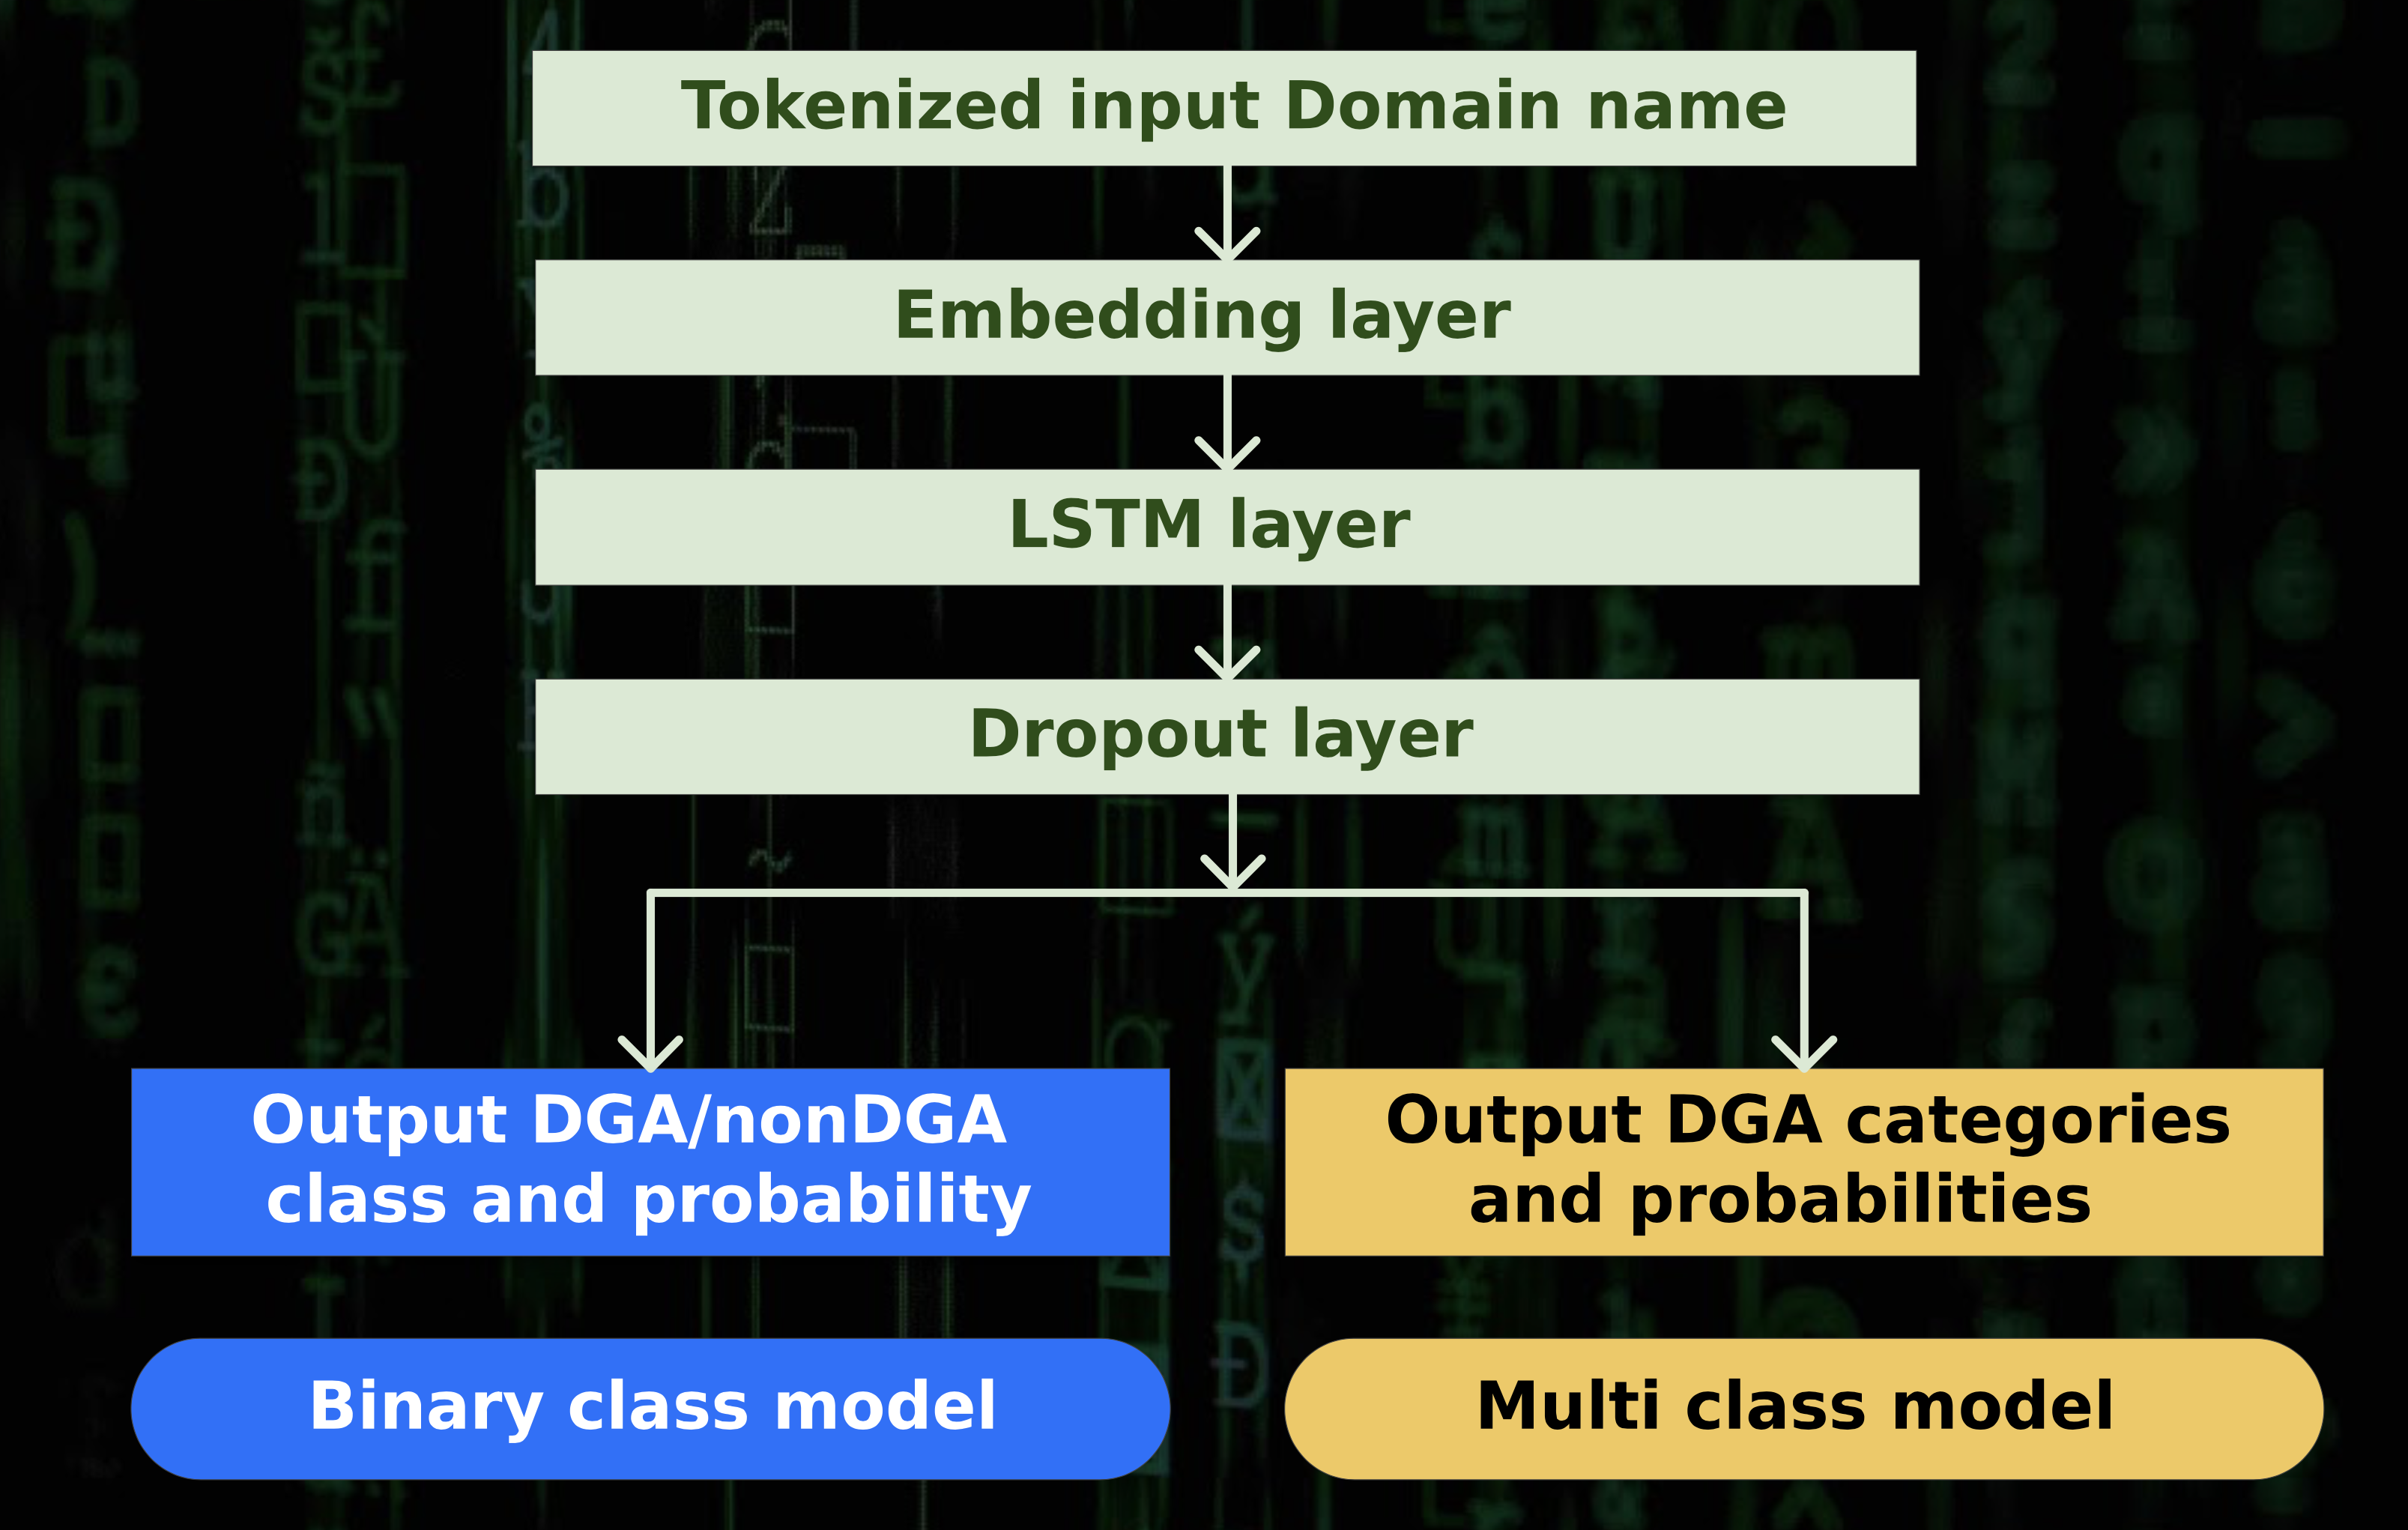 Tokenized input Domain name
Embedding layer
LSTM layer
Dropout layer
Output DGA/nonDGA
class and probability
Output DGA categories
and probabilities
Binary class model
Multi class model